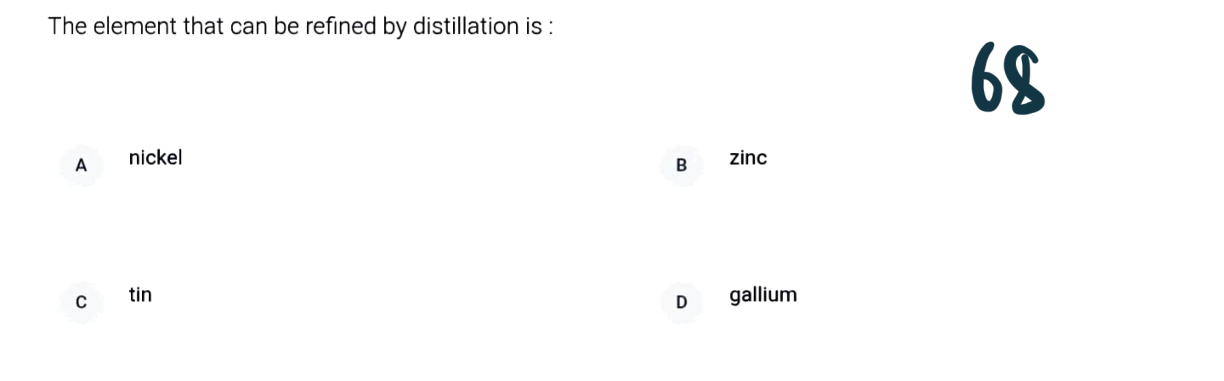 The element that can be refined by distillation is :
68
A nickel
B zinc
C tin
D gallium